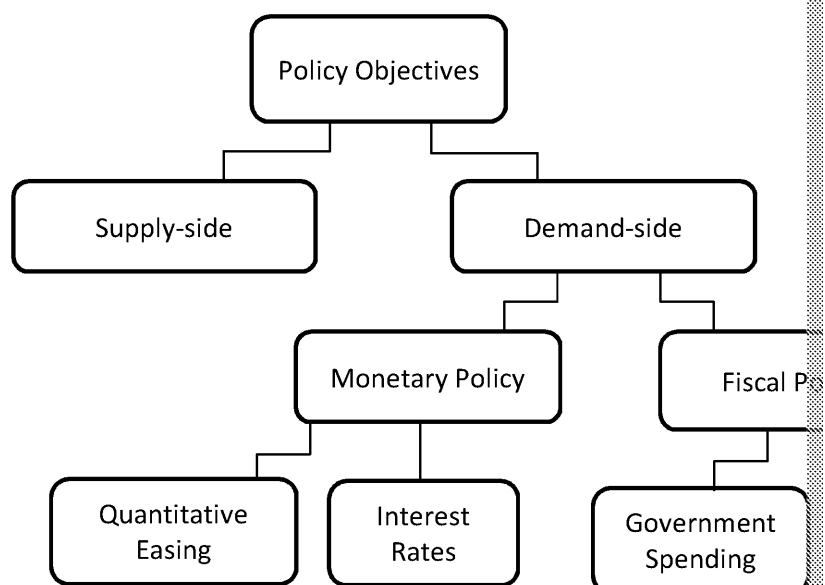 Policy Objectives
Supply-side
Demand-side
Monetary Policy
Fiscal
Quantitative
Easing
Interest
Rates
Government
Spending